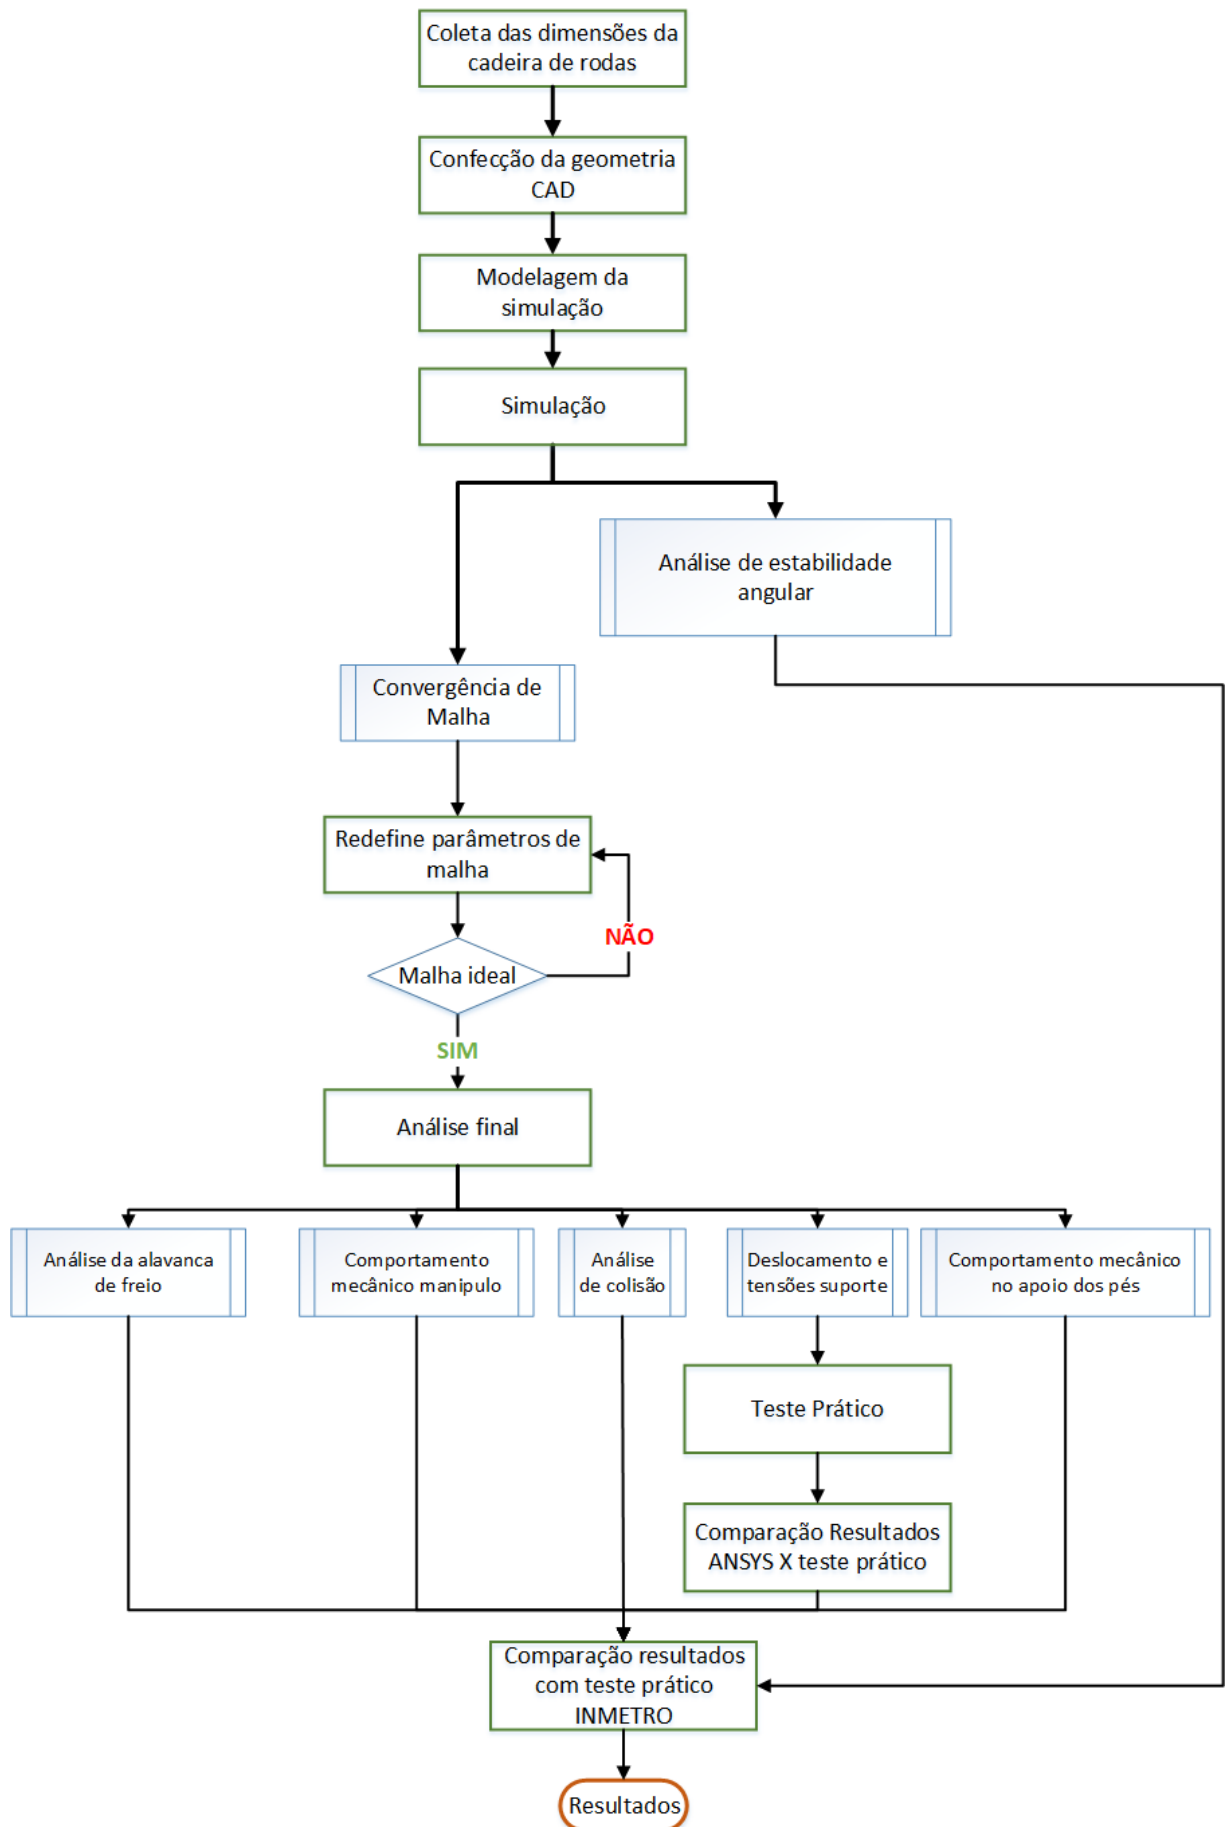 Coleta das dimensões da
cadeira de rodas
Confecção da geometria
CAD
Modelagem da
simulação
Simulação
Análise de estabilidade
angular
Convergência de
Malha
Redefine parâmetros de
malha
NÃO
Malha ideal
SIM
Análise final
Análise da alavanca
de freio
Comportamento
mecânico manipulo
Análise
de colisão
Deslocamento e
tensões suporte
Comportamento mecânico
no apoio dos pés
Teste Prático
Comparação Resultados
ANSYS X teste prático
Comparação resultados
com teste prático
INMETRO
Resultados